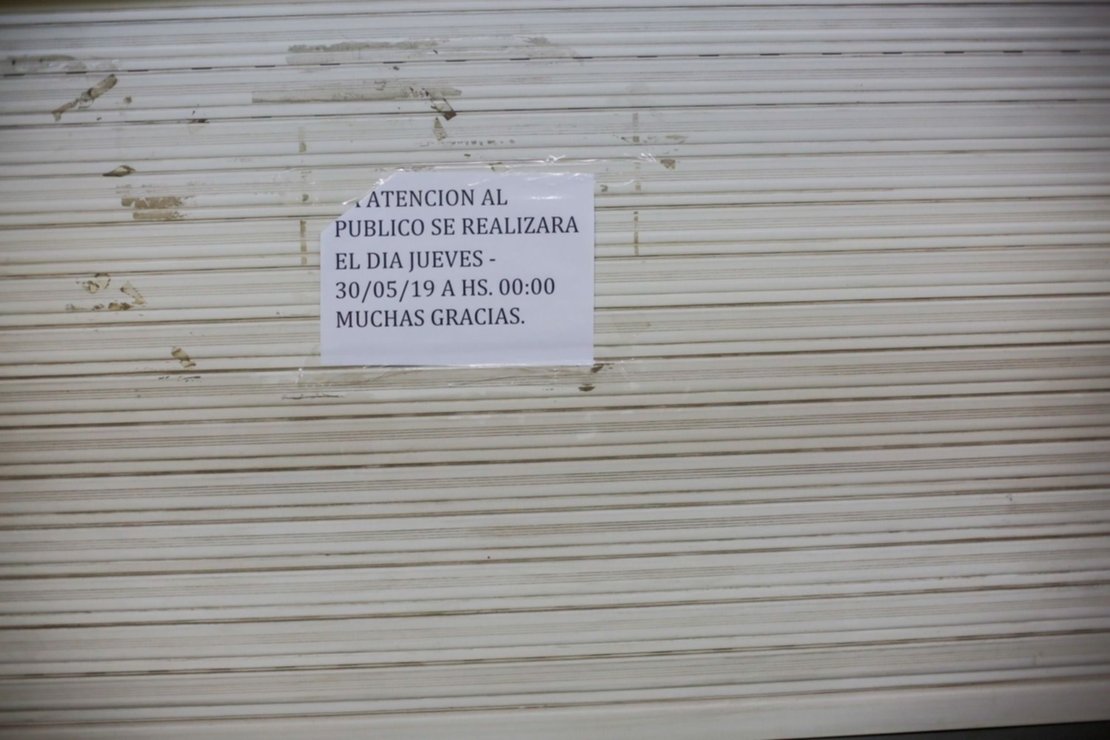 ATENCION AL
PUBLICO SE REALIZARA
EL DIA JUEVES -
30/05/19 A HS. 00:00
MUCHAS GRACIAS.